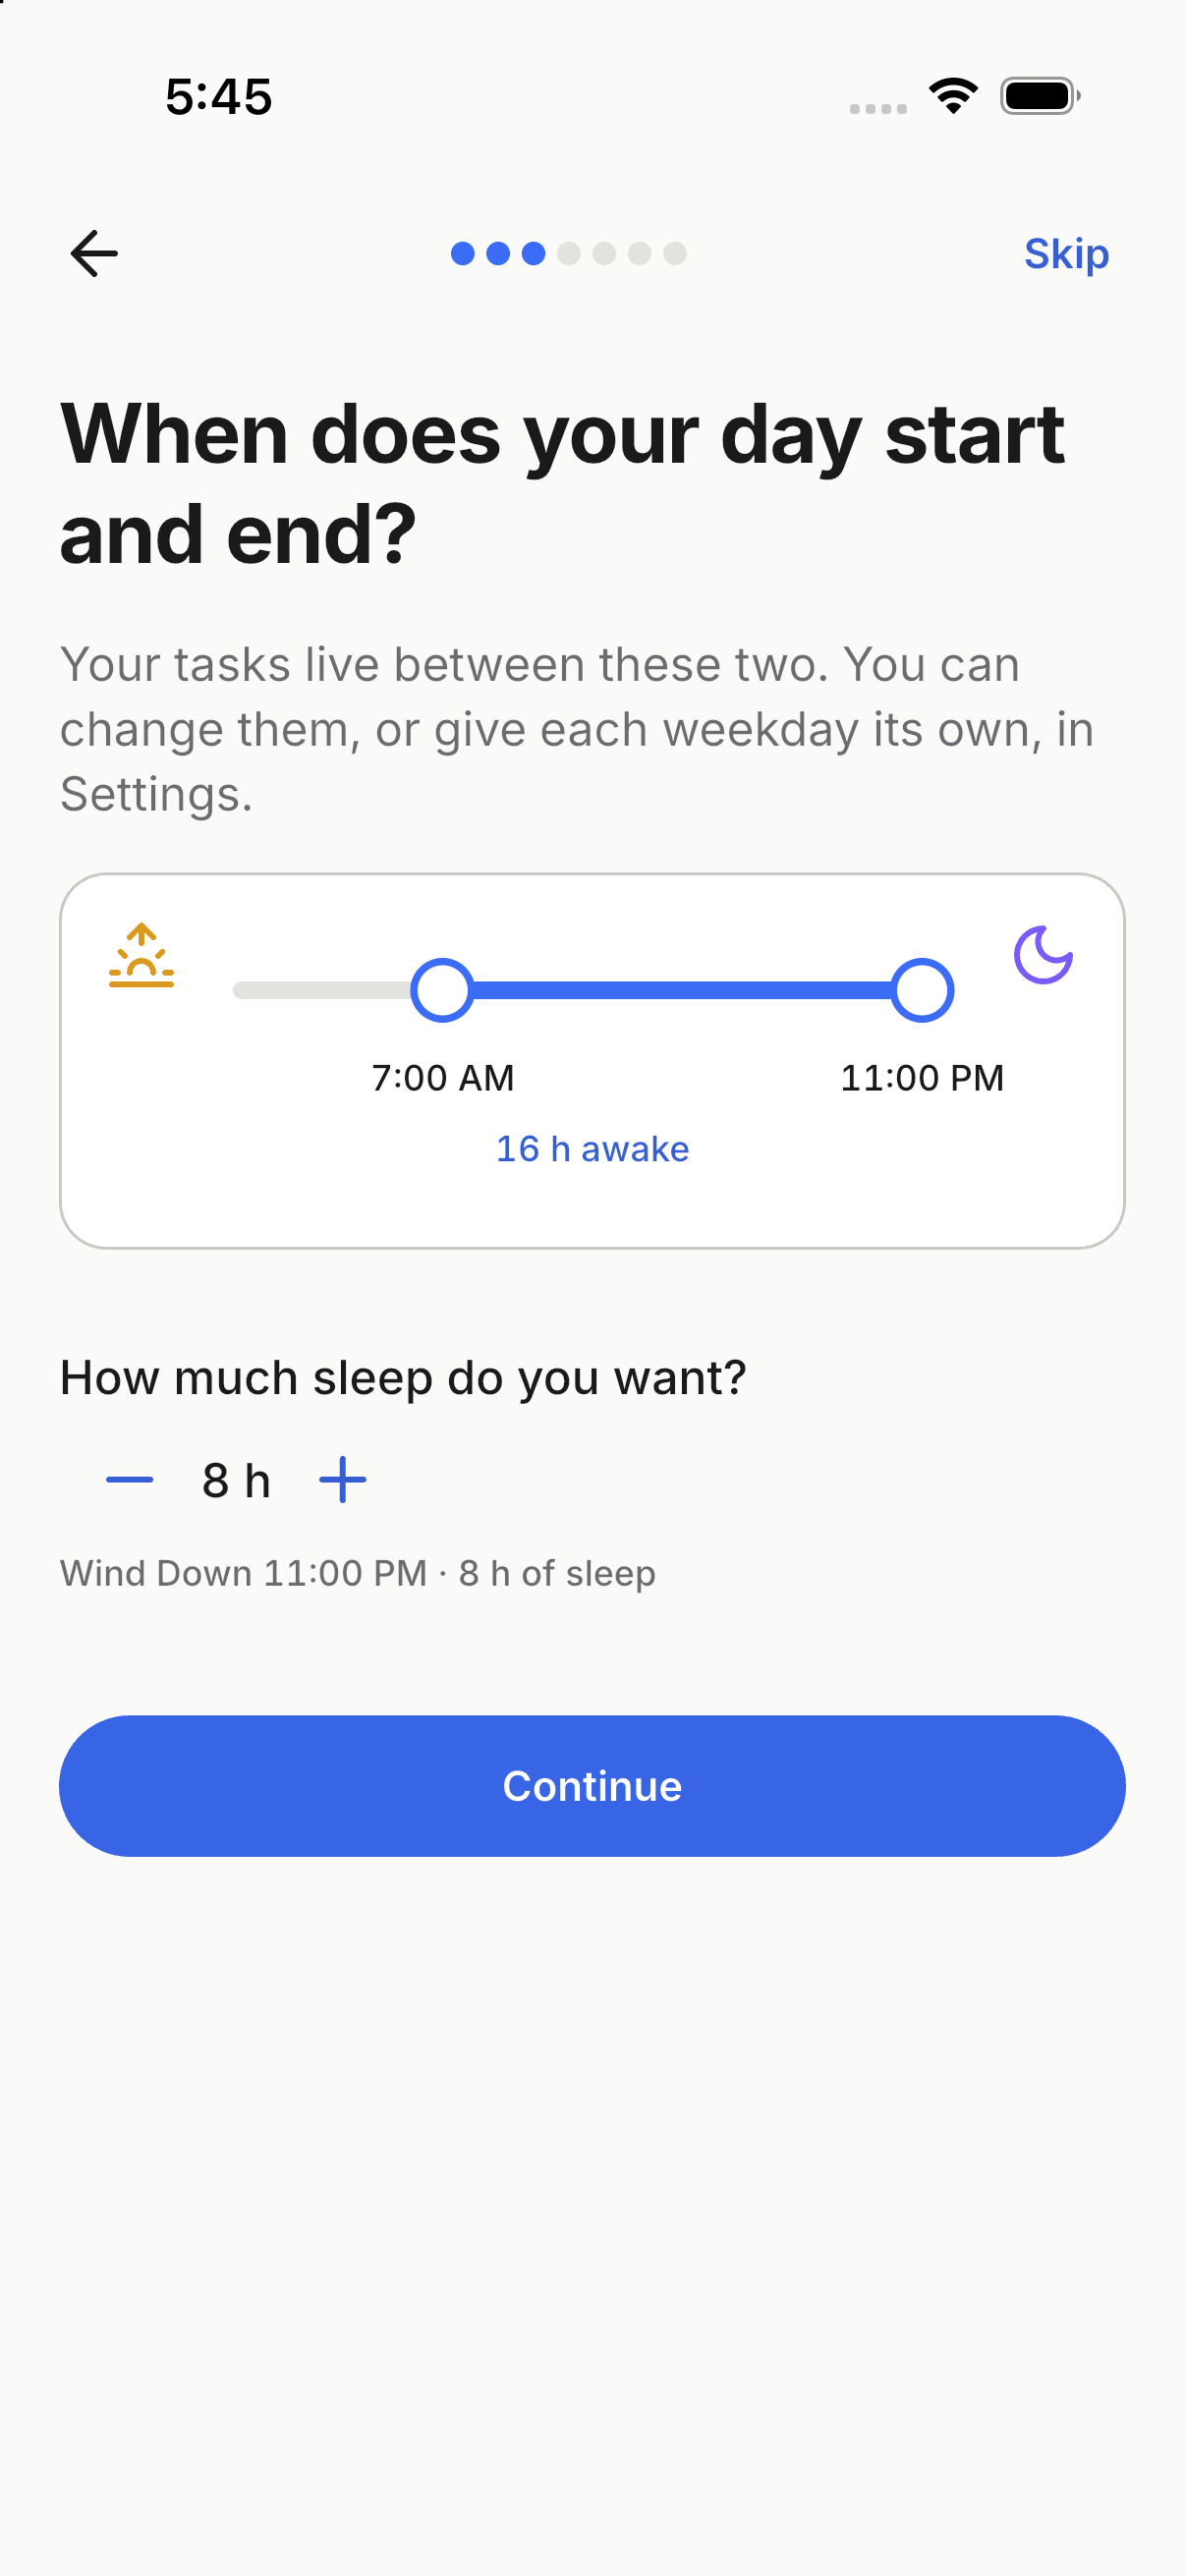 5:45
Skip
When does your day start
and end?
Your tasks live between these two. You can
change them, or give each weekday its own, in
Settings.
7:00 AM
11:00 PM
16 h awake
How much sleep do you want?
8 h
Wind Down 11:00 PM · 8 h of sleep
Continue